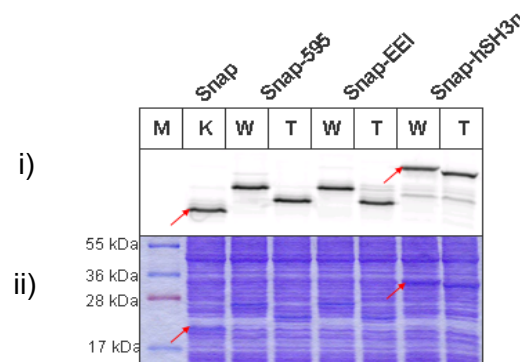 Snap Snap-595 Snap-EEI Snap-hSH3n
M K W T W T W T
i)
55 kDa
36 kDa
ii)
28 kDa
17 kDa